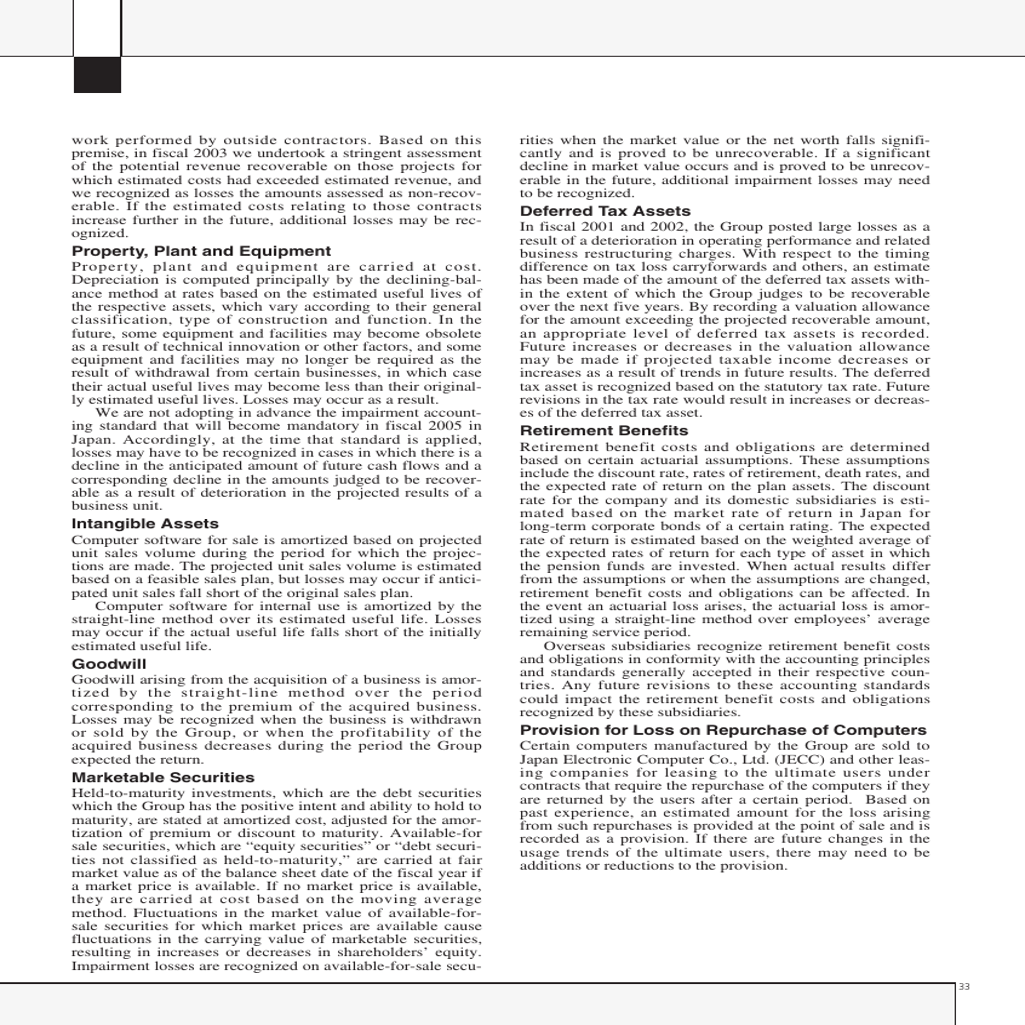 work performed by outside contractors. Based on this
premise, in fiscal 2003 we undertook a stringent assessment
of the potential revenue recoverable on those projects for
which estimated costs had exceeded estimated revenue, and
we recognized as losses the amounts assessed as non-recov-
erable. If the estimated costs relating to those contracts
increase further in the future, additional losses may be rec-
ognized.
Property, Plant and Equipment
Property, plant and equipment are carried at cost.
Depreciation is computed principally by the declining-bal-
ance method at rates based on the estimated useful lives of
the respective assets, which vary according to their general
classification, type of construction and function. In the
future, some equipment and facilities may become obsolete
as a result of technical innovation or other factors, and some
equipment and facilities may no longer be required as the
result of withdrawal from certain businesses, in which case
their actual useful lives may become less than their original-
ly estimated useful lives. Losses may occur as a result.
We are not adopting in advance the impairment account-
ing standard that will become mandatory in fiscal 2005 in
Japan. Accordingly, at the time that standard is applied,
losses may have to be recognized in cases in which there is a
decline in the anticipated amount of future cash flows and a
corresponding decline in the amounts judged to be recover-
able as a result of deterioration in the projected results of a
business unit.
Intangible Assets
Computer software for sale is amortized based on projected
unit sales volume during the period for which the projec-
tions are made. The projected unit sales volume is estimated
based on a feasible sales plan, but losses may occur if antici-
pated unit sales fall short of the original sales plan.
Computer software for internal use is amortized by the
straight-line method over its estimated useful life. Losses
may occur if the actual useful life falls short of the initially
estimated useful life.
Goodwill
Goodwill arising from the acquisition of a business is amor-
tized by the straight-line method over the period
corresponding to the premium of the acquired business.
Losses may be recognized when the business is withdrawn
or sold by the Group, or when the profitability of the
acquired business decreases during the period the Group
expected the return.
Marketable Securities
Held-to-maturity investments, which are the debt securities
which the Group has the positive intent and ability to hold to
maturity, are stated at amortized cost, adjusted for the amor-
tization of premium or discount to maturity. Available-for
sale securities, which are “equity securities” or “debt securi-
ties not classified as held-to-maturity,” are carried at fair
market value as of the balance sheet date of the fiscal year if
a market price is available. If no market price is available,
they are carried at cost based on the moving average
method. Fluctuations in the market value of available-for-
sale securities for which market prices are available cause
fluctuations in the carrying value of marketable securities,
resulting in increases or decreases in shareholders’ equity.
Impairment losses are recognized on available-for-sale secu-
rities when the market value or the net worth falls signifi-
cantly and is proved to be unrecoverable. If a significant
decline in market value occurs and is proved to be unrecov-
erable in the future, additional impairment losses may need
to be recognized.
Deferred Tax Assets
In fiscal 2001 and 2002, the Group posted large losses as a
result of a deterioration in operating performance and related
business restructuring charges. With respect to the timing
difference on tax loss carryforwards and others, an estimate
has been made of the amount of the deferred tax assets with-
in the extent of which the Group judges to be recoverable
over the next five years. By recording a valuation allowance
for the amount exceeding the projected recoverable amount,
an appropriate level of deferred tax assets is recorded.
Future increases or decreases in the valuation allowance
may be made if projected taxable income decreases or
increases as a result of trends in future results. The deferred
tax asset is recognized based on the statutory tax rate. Future
revisions in the tax rate would result in increases or decreas-
es of the deferred tax asset.
Retirement Benefits
Retirement benefit costs and obligations are determined
based on certain actuarial assumptions. These assumptions
include the discount rate, rates of retirement, death rates, and
the expected rate of return on the plan assets. The discount
rate for the company and its domestic subsidiaries is esti-
mated based on the market rate of return in Japan for
long-term corporate bonds of a certain rating. The expected
rate of return is estimated based on the weighted average of
the expected rates of return for each type of asset in which
the pension funds are invested. When actual results differ
from the assumptions or when the assumptions are changed,
retirement benefit costs and obligations can be affected. In
the event an actuarial loss arises, the actuarial loss is amor-
tized using a straight-line method over employees’ average
remaining service period.
Overseas subsidiaries recognize retirement benefit costs
and obligations in conformity with the accounting principles
and standards generally accepted in their respective coun-
tries. Any future revisions to these accounting standards
could impact the retirement benefit costs and obligations
recognized by these subsidiaries.
Provision for Loss on Repurchase of Computers
Certain computers manufactured by the Group are sold to
Japan Electronic Computer Co., Ltd. (JECC) and other leas-
ing companies for leasing to the ultimate users under
contracts that require the repurchase of the computers if they
are returned by the users after a certain period. Based on
past experience, an estimated amount for the loss arising
from such repurchases is provided at the point of sale and is
recorded as a provision. If there are future changes in the
usage trends of the ultimate users, there may need to be
additions or reductions to the provision.
33